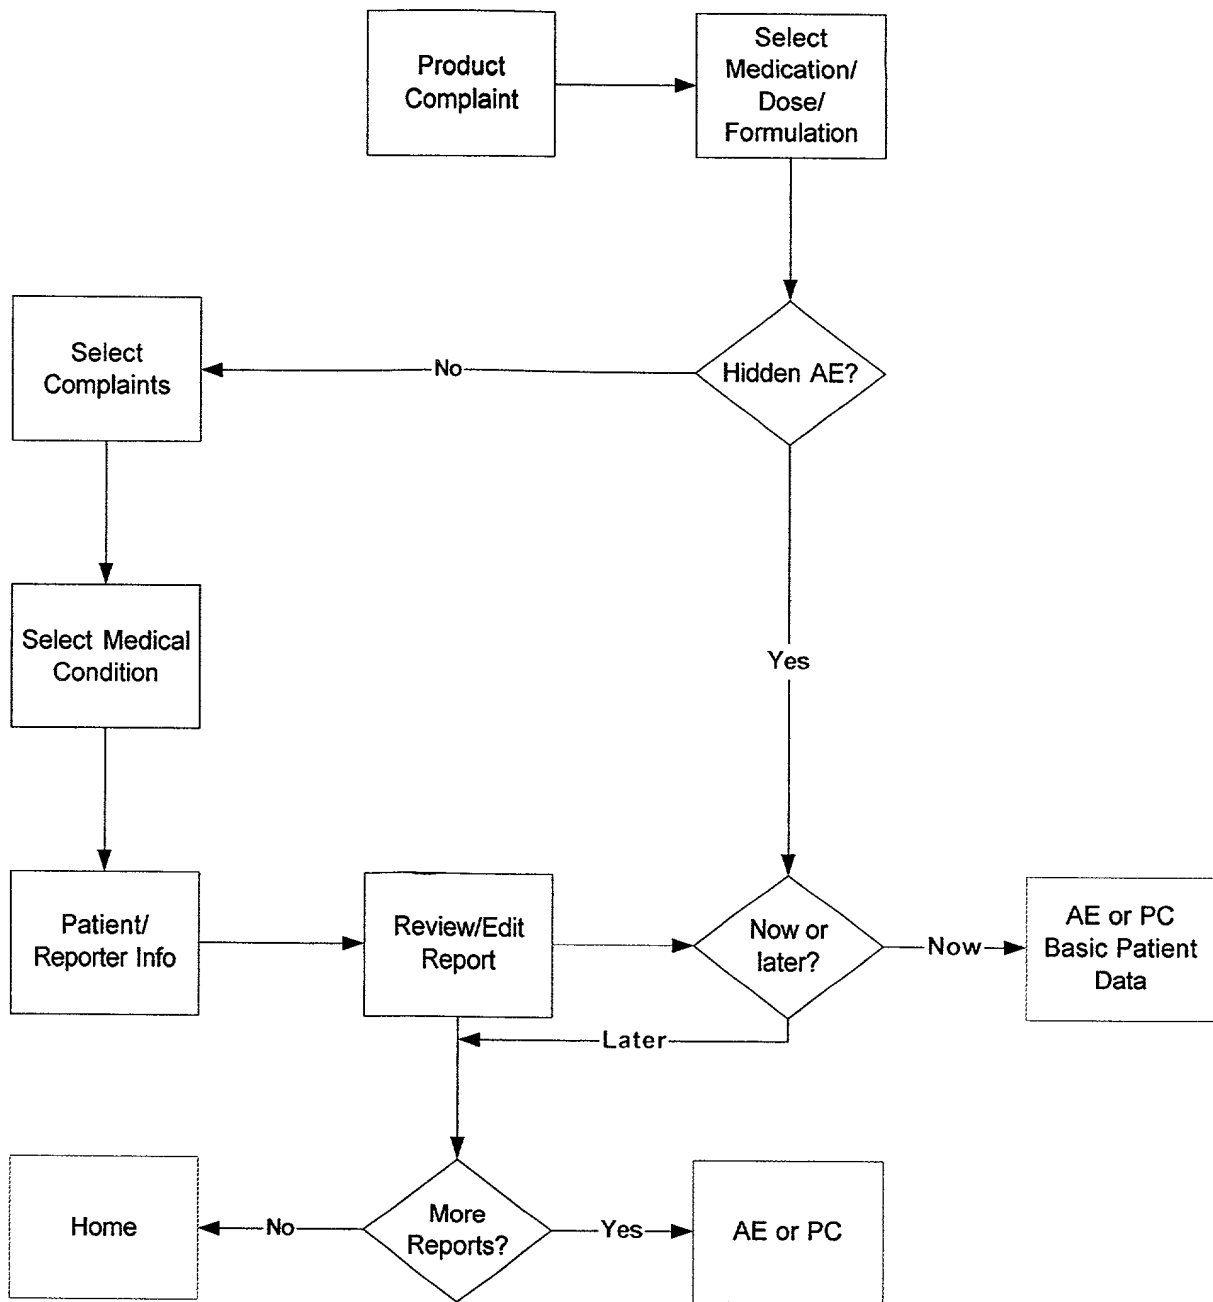 Product
Complaint
Select
Medication/
Dose/
Formulation
Hidden AE?
No
Select
Complaints
Select Medical
Condition
Yes
Patient/
Reporter Info
Review/Edit
Report
Now or
later?
Now
AE or PC
Basic Patient
Data
Later
Home
No
More
Reports?
Yes
AE or PC